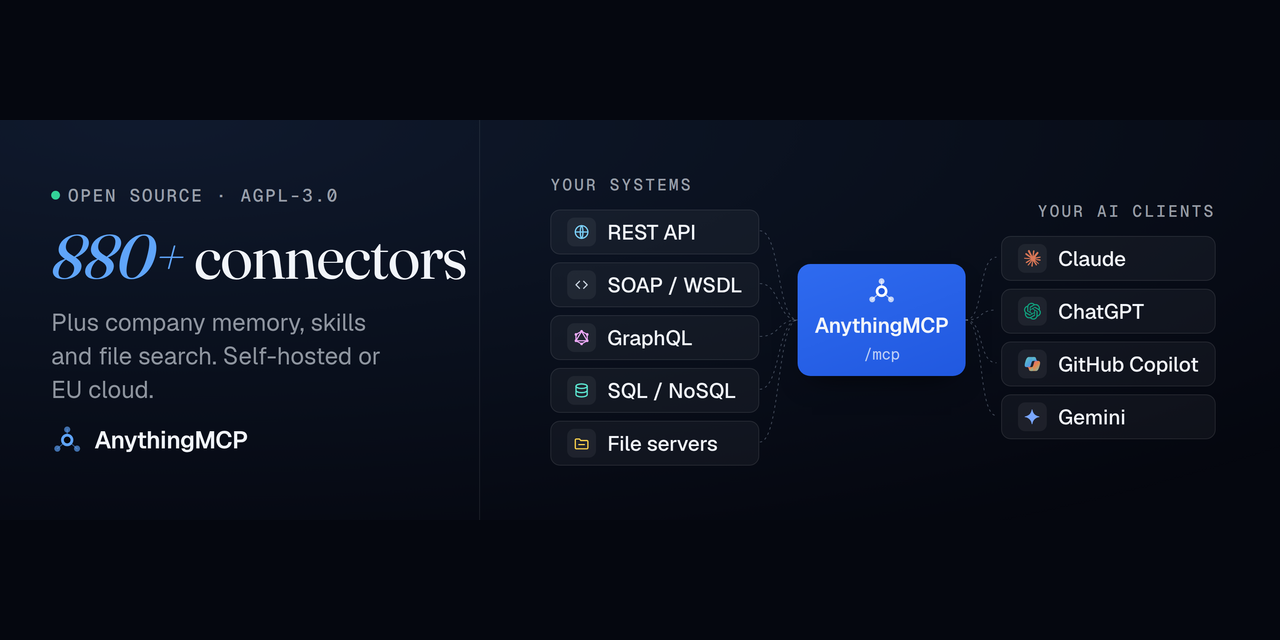 OPEN SOURCE · AGPL-3.0
880+ connectors
Plus company memory, skills
and file search. Self-hosted or
EU cloud.
AnythingMCP
YOUR SYSTEMS
REST API
SOAP / WSDL
GraphQL
SQL / NoSQL
File servers
AnythingMCP
/mcp
YOUR AI CLIENTS
Claude
ChatGPT
GitHub Copilot
Gemini